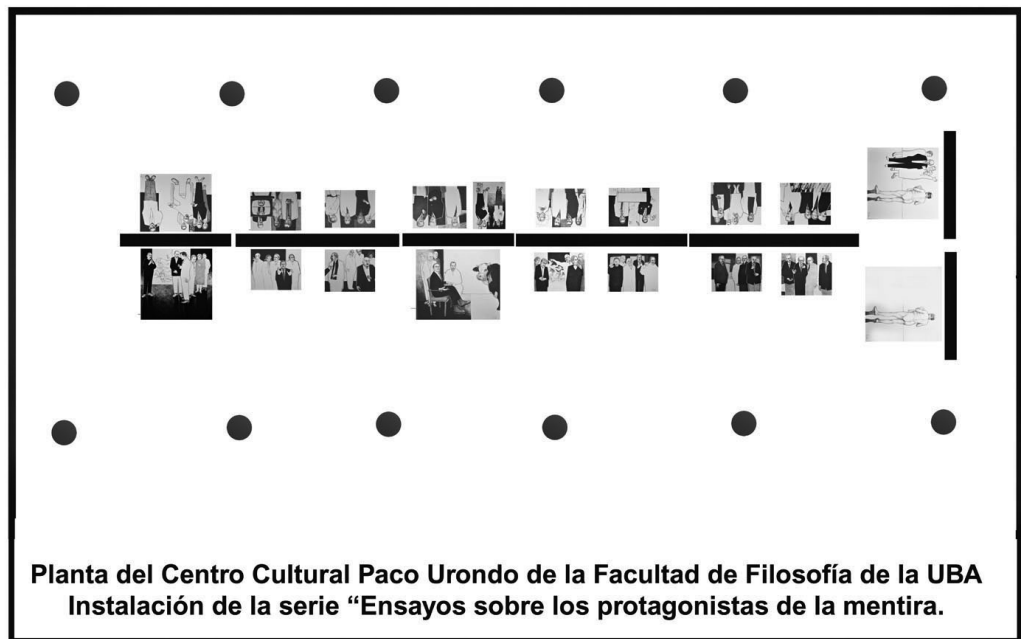 Planta del Centro Cultural Paco Urondo de la Facultad de Filosofía de la UBA
Instalación de la serie “Ensayos sobre los protagonistas de la mentira.